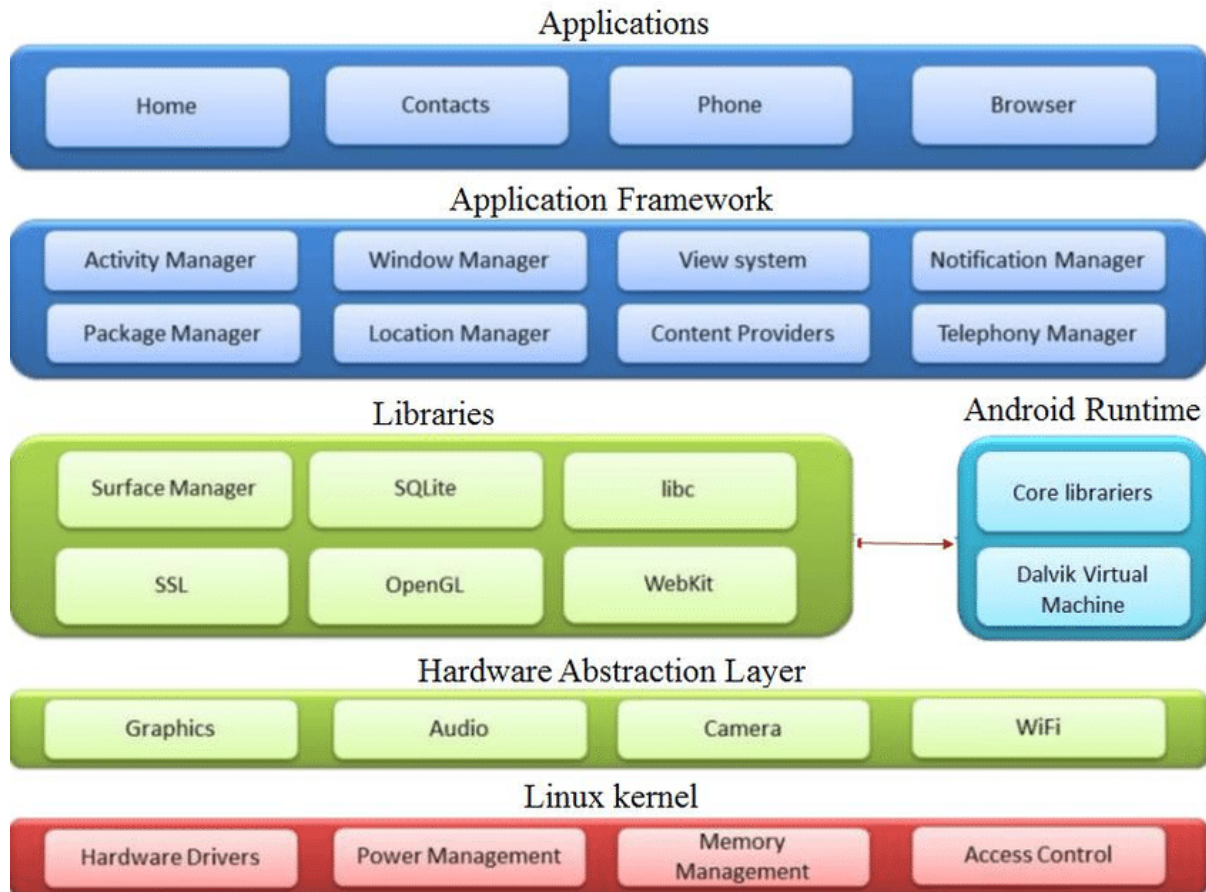 Applications
Home
Contacts
Phone
Browser
Application Framework
Activity Manager
Window Manager
View system
Notification Manager
Package Manager
Location Manager
Content Providers
Telephony Manager
Libraries
Android Runtime
Surface Manager
SQLite
libc
SSL
OpenGL
WebKit
Core librariers
Dalvik Virtual
Machine
Hardware Abstraction Layer
Graphics
Audio
Camera
WiFi
Linux kernel
Hardware Drivers
Power Management
Memory
Management
Access Control